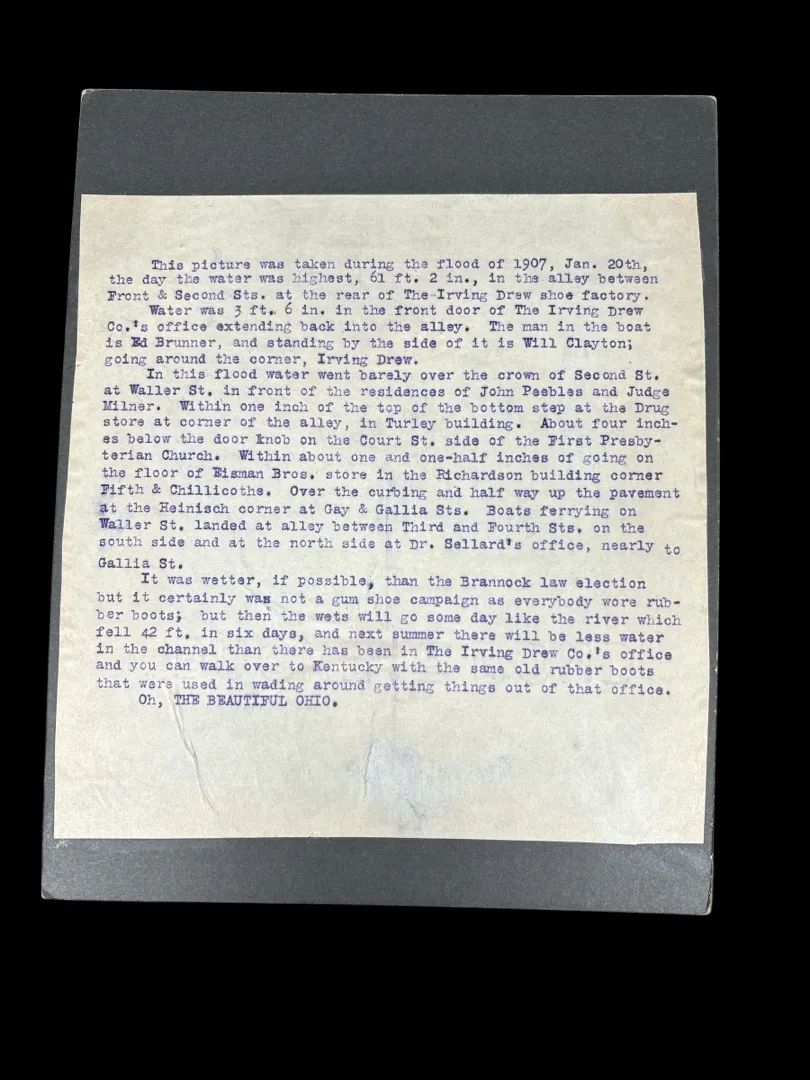 This picture was taken during the flood of 1907, Jan. 20th,
the day the water was highest, 61 ft. 2 in., in the alley between
Front & Second Sts. at the rear of The Irving Drew shoe factory.
Water was 3 ft. 6 in. in the front door of The Irving Drew
Co.'s office extending back into the alley. The man in the boat
is Ed Brunner, and standing by the side of it is Will Clayton;
going around the corner, Irving Drew.
In this flood water went barely over the crown of Second St.
at Waller St. in front of the residences of John Peebles and Judge
Milner. Within one inch of the top of the bottom step at the Drug
store at corner of the alley, in Turley building. About four inch-
es below the door knob on the Court St. side of the First Presby-
terian Church. Within about one and one-half inches of going on
the floor of Eisman Bros. store in the Richardson building corner
Fifth & Chillicothe. Over the curbing and half way up the pavement
at the Heinisch corner at Gay & Gallia Sts. Boats ferrying on
Waller St. landed at alley between Third and Fourth Sts. on the
south side and at the north side at Dr. Sellard's office, nearly to
Gallia St.
It was wetter, if possible, than the Brannock law election
but it certainly was not a gum shoe campaign as everybody wore rub-
ber boots; but then the wets will go some day like the river which
fell 42 ft. in six days, and next summer there will be less water
in the channel than there has been in The Irving Drew Co.'s office
and you can walk over to Kentucky with the same old rubber boots
that were used in wading around getting things out of that office.
Oh, THE BEAUTIFUL OHIO.